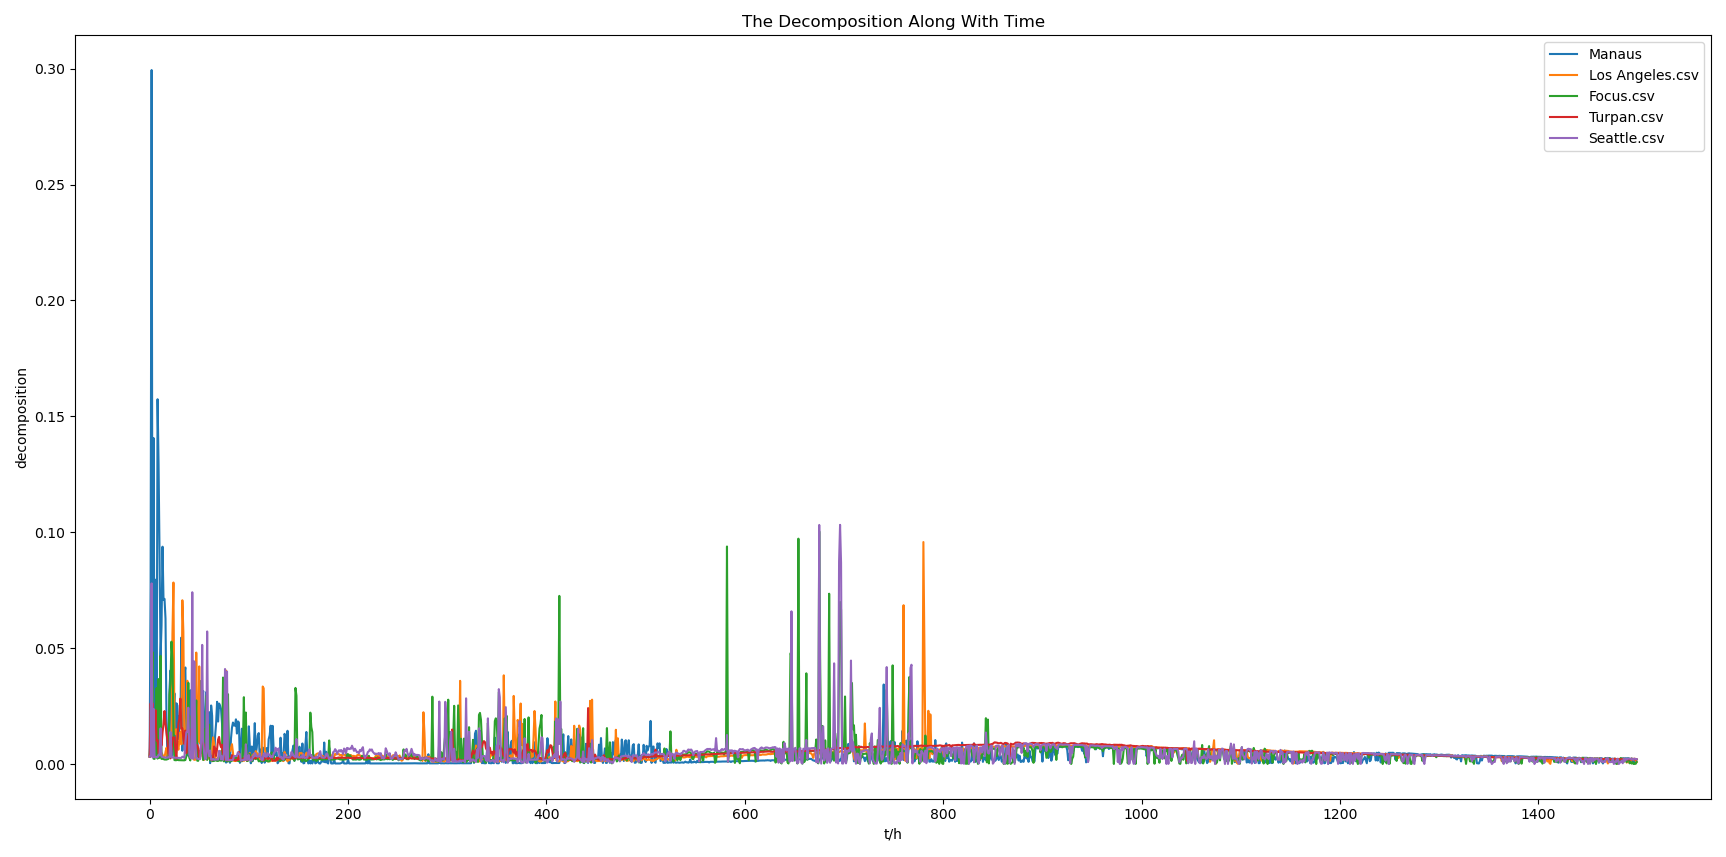 The Decomposition Along With Time
Manaus
Los Angeles.csv
Focus.csv
Turpan.csv
Seattle.csv
decomposition
0.30
0.25
0.20
0.15
0.10
0.05
0.00
0 200 400 600 800 1000 1200 1400
t/h